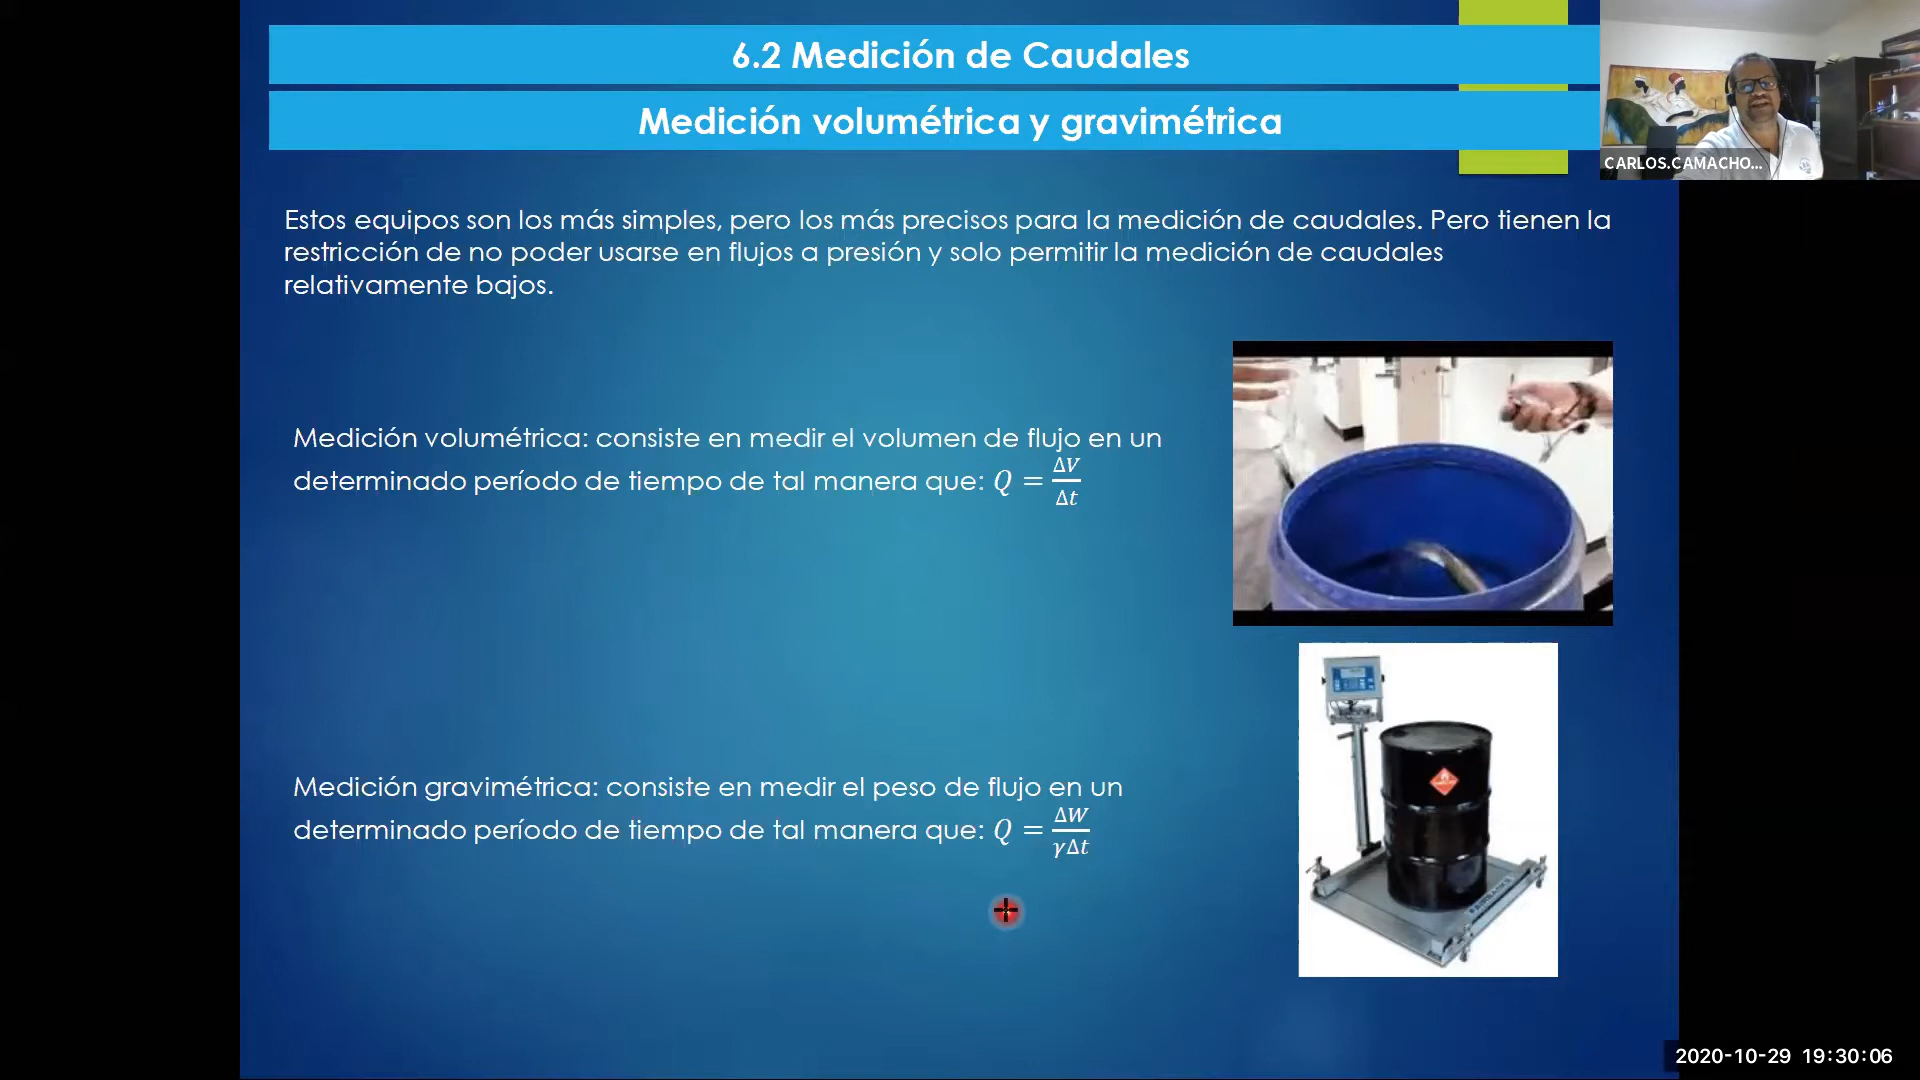 6.2 Medición de Caudales
Medición volumétrica y gravimétrica
CARLOS.CAMACHO...
Estos equipos son los más simples, pero los más precisos para la medición de caudales. Pero tienen la
restricción de no poder usarse en flujos a presión y solo permitir la medición de caudales
relativamente bajos.
Medición volumétrica: consiste en medir el volumen de flujo en un
determinado período de tiempo de tal manera que: Q = ΔV/Δt
Medición gravimétrica: consiste en medir el peso de flujo en un
determinado período de tiempo de tal manera que: Q = ΔW/γΔt
2020-10-29 19:30:06